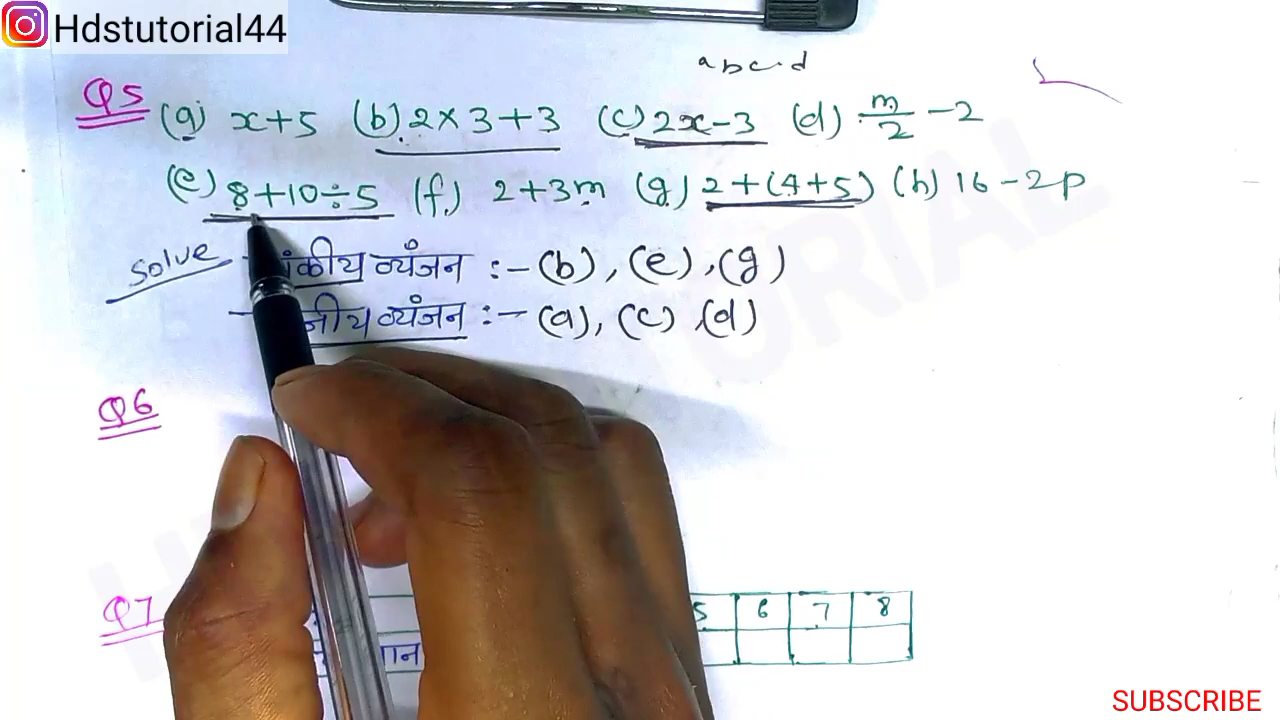 Hdstutorial44
a b c d
Q5 (a) x+5 (b) 2×3+3 (c) 2x-3 (d) m/2 -2
(e) 8+10÷5 (f) 2+3m (g) 2+(4+5) (h) 16-2p
Solve व्यंजन :- (b), (e), (g)
व्यंजन :- (a), (c), (d)
Q6
Q7 5 6 7 8
SUBSCRIBE